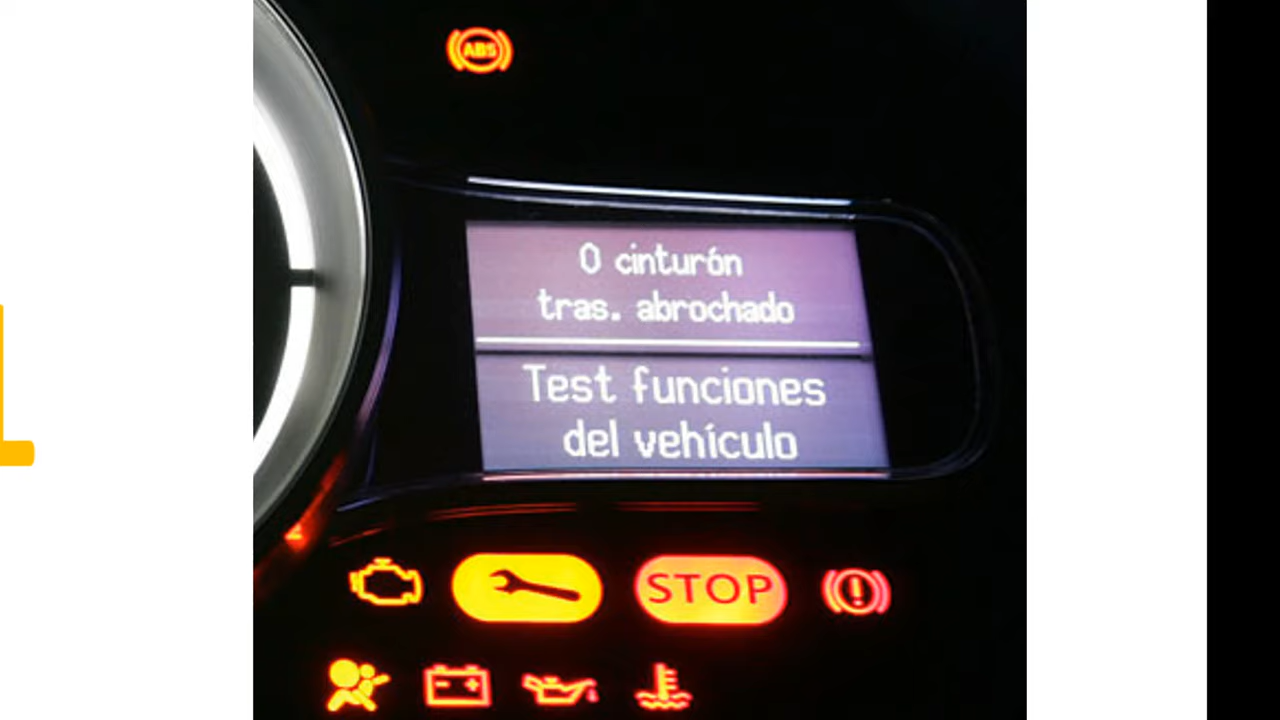 ABS
0 cinturón
tras. abrochado
Test funciones
del vehículo
STOP